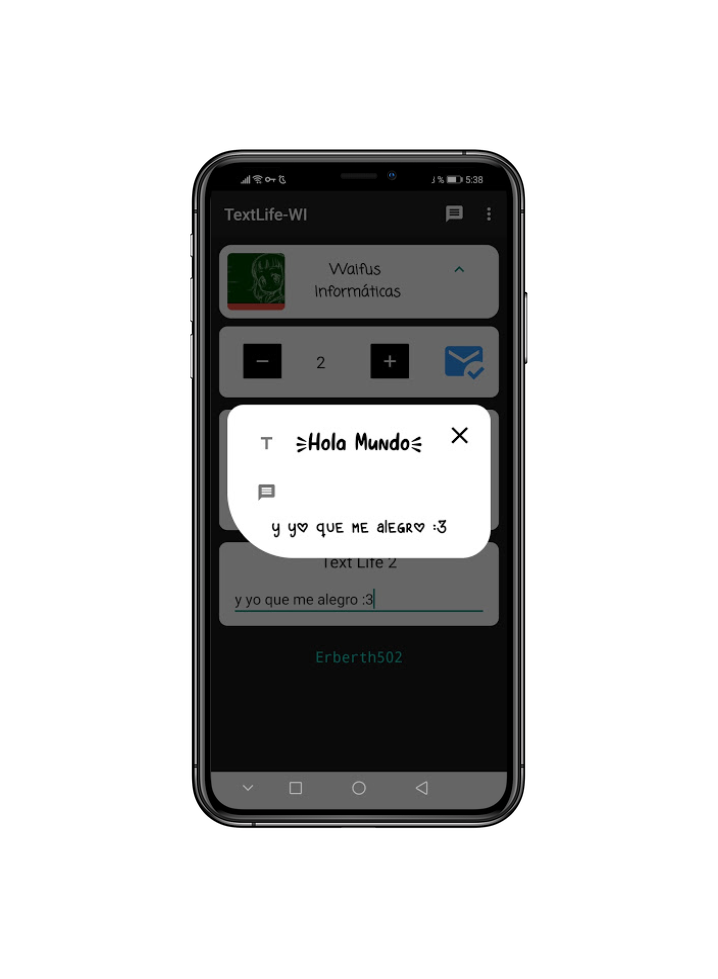 5:38
TextLife-WI
Waifus
Informáticas
2
T
Hola Mundo
y yo que me alegro :3
Text Life 2
y yo que me alegro :3
Erberth502